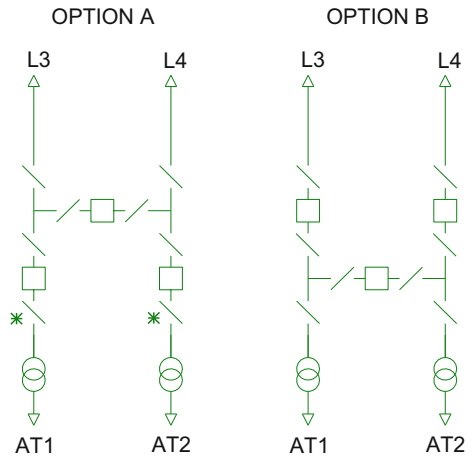 OPTION A OPTION B
L3 L4 L3 L4
* *
AT1 AT2 AT1 AT2